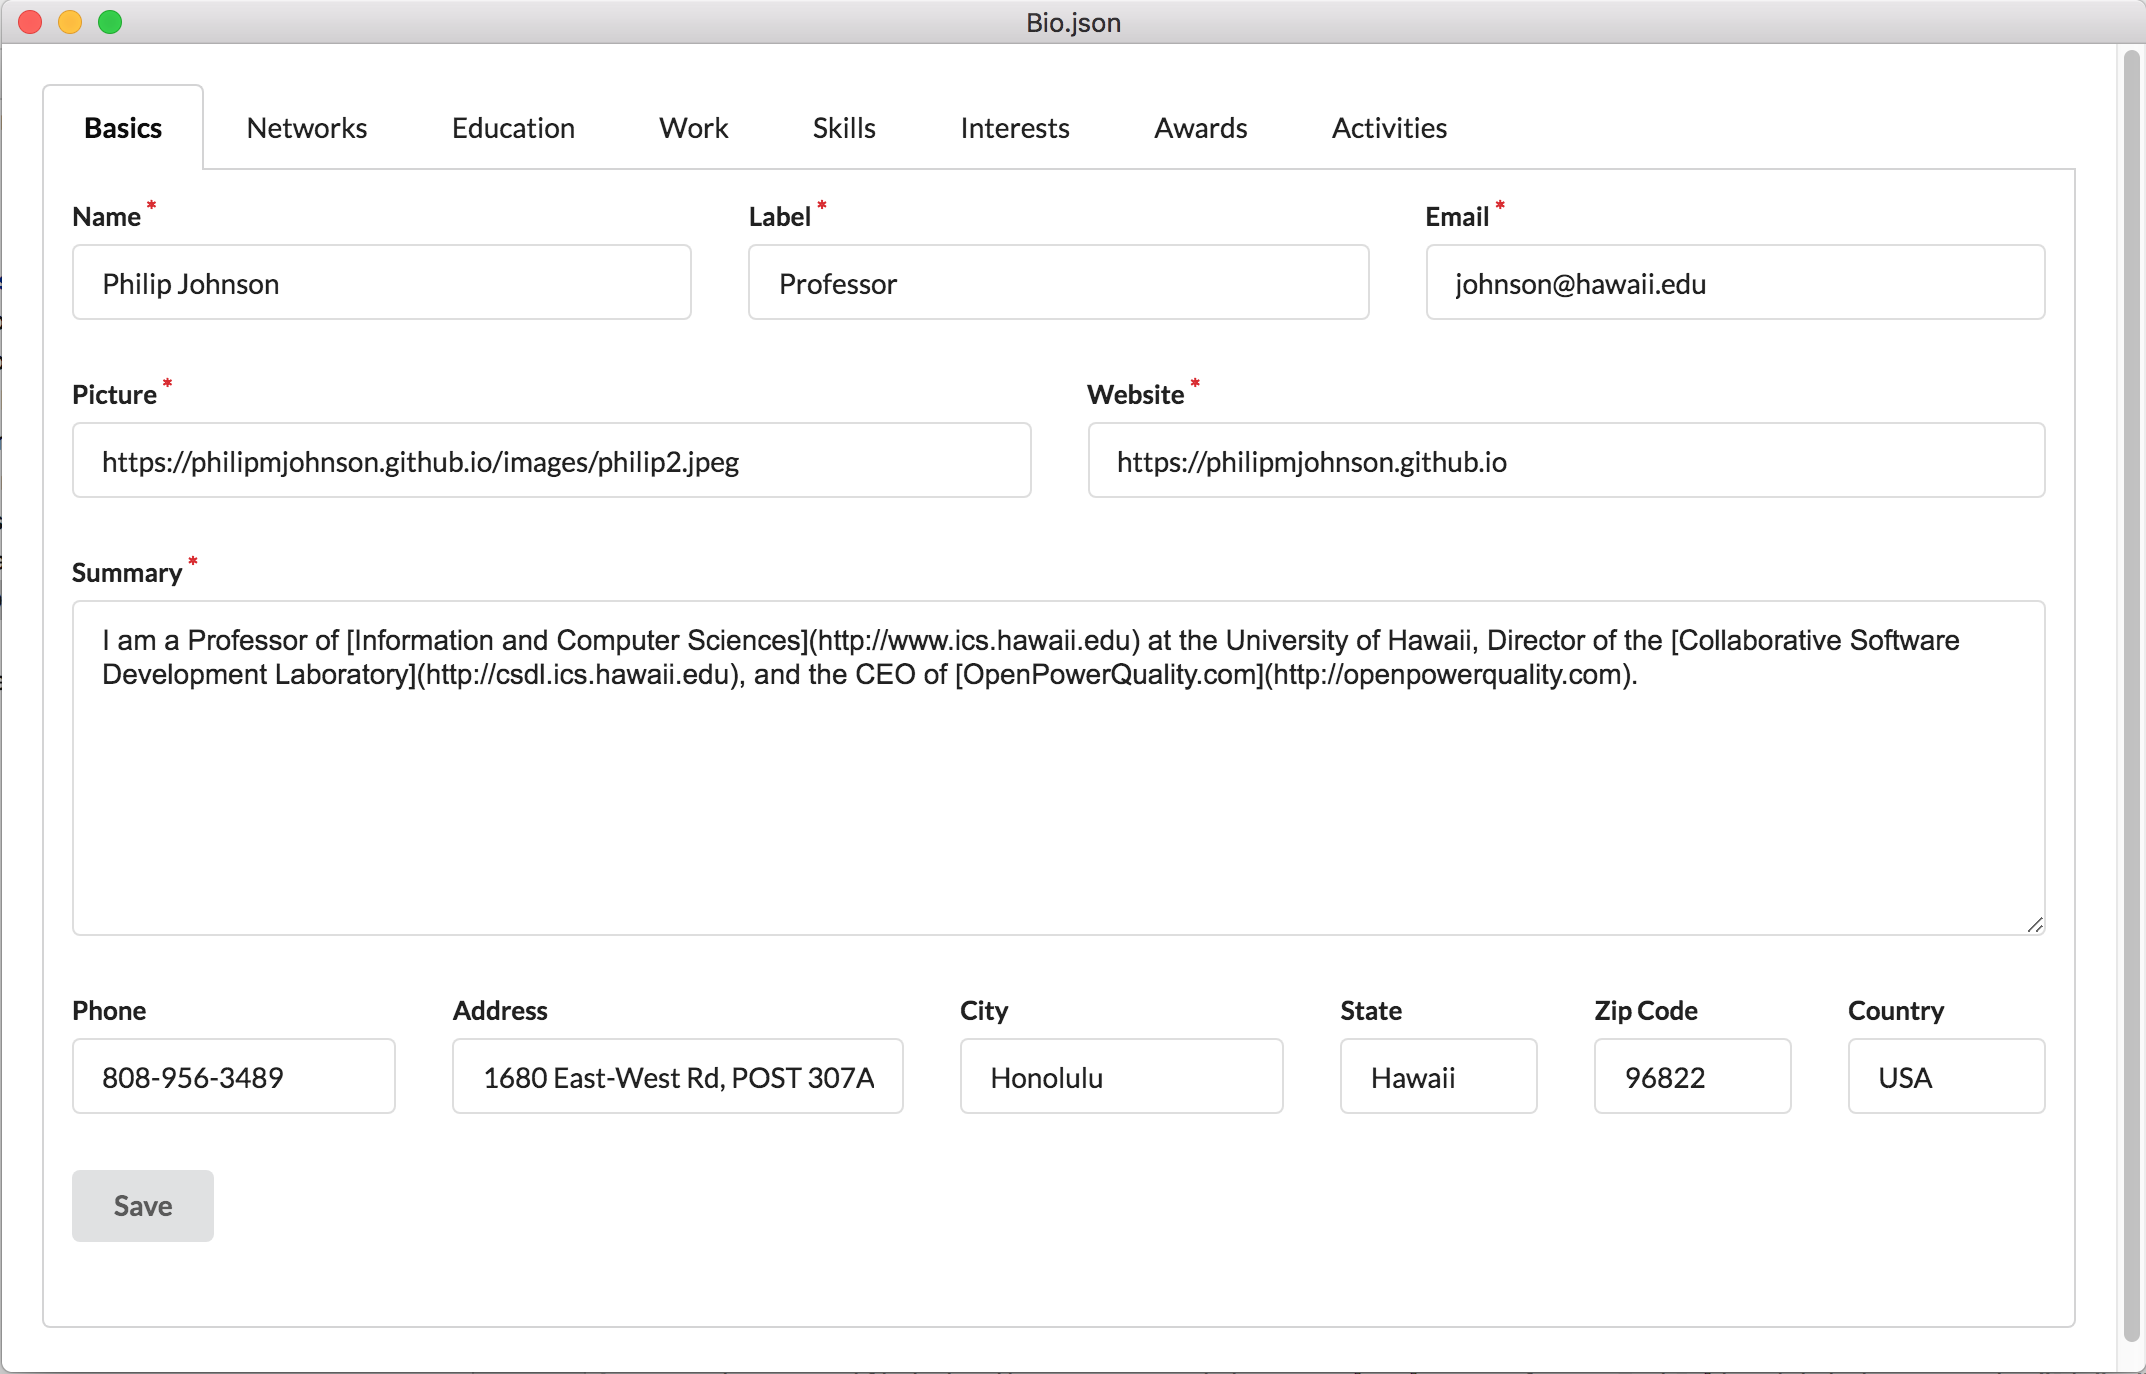 Bio.json
Basics Networks Education Work Skills Interests Awards Activities
Name * Label * Email *
Philip Johnson Professor johnson@hawaii.edu
Picture * Website *
https://philipmjohnson.github.io/images/philip2.jpeg https://philipmjohnson.github.io
Summary *
I am a Professor of [Information and Computer Sciences](http://www.ics.hawaii.edu) at the University of Hawaii, Director of the [Collaborative Software
Development Laboratory](http://csdl.ics.hawaii.edu), and the CEO of [OpenPowerQuality.com](http://openpowerquality.com).
Phone Address City State Zip Code Country
808-956-3489 1680 East-West Rd, POST 307A Honolulu Hawaii 96822 USA
Save